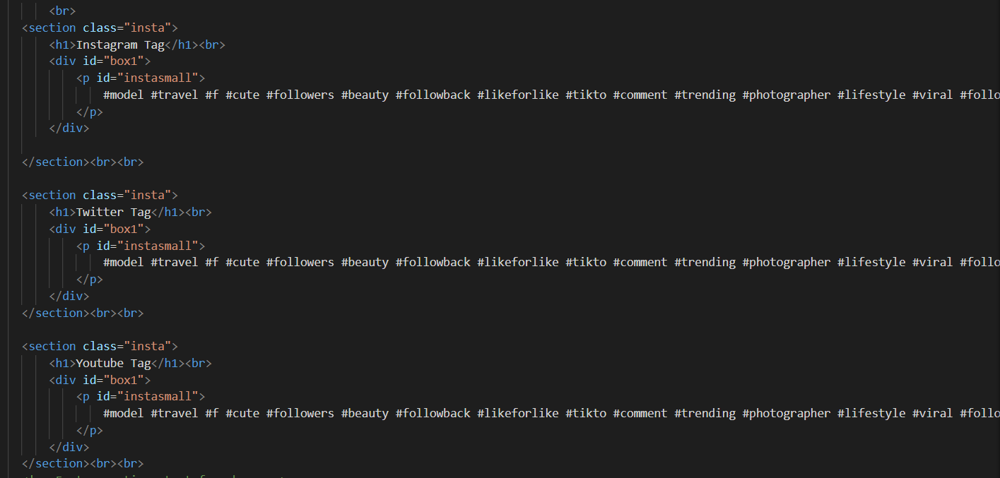 <br>
<section class="insta">
<h1>Instagram Tag</h1><br>
<div id="box1">
<p id="instasmall">
#model #travel #f #cute #followers #beauty #followback #likeforlike #tikto #comment #trending #photographer #lifestyle #viral #follo
</p>
</div>
</section><br><br>
<section class="insta">
<h1>Twitter Tag</h1><br>
<div id="box1">
<p id="instasmall">
#model #travel #f #cute #followers #beauty #followback #likeforlike #tikto #comment #trending #photographer #lifestyle #viral #follo
</p>
</div>
</section><br><br>
<section class="insta">
<h1>Youtube Tag</h1><br>
<div id="box1">
<p id="instasmall">
#model #travel #f #cute #followers #beauty #followback #likeforlike #tikto #comment #trending #photographer #lifestyle #viral #follo
</p>
</div>
</section><br><br>